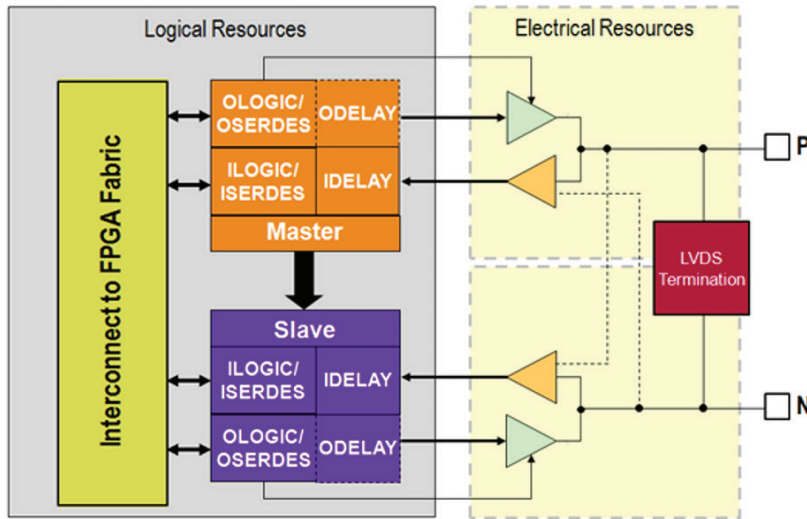 Logical Resources
Electrical Resources
Interconnect to FPGA Fabric
OLOGIC/
OSERDES
ODELAY
ILOGIC/
ISERDES
IDELAY
Master
Slave
ILOGIC/
ISERDES
IDELAY
OLOGIC/
OSERDES
ODELAY
P
LVDS
Termination
N